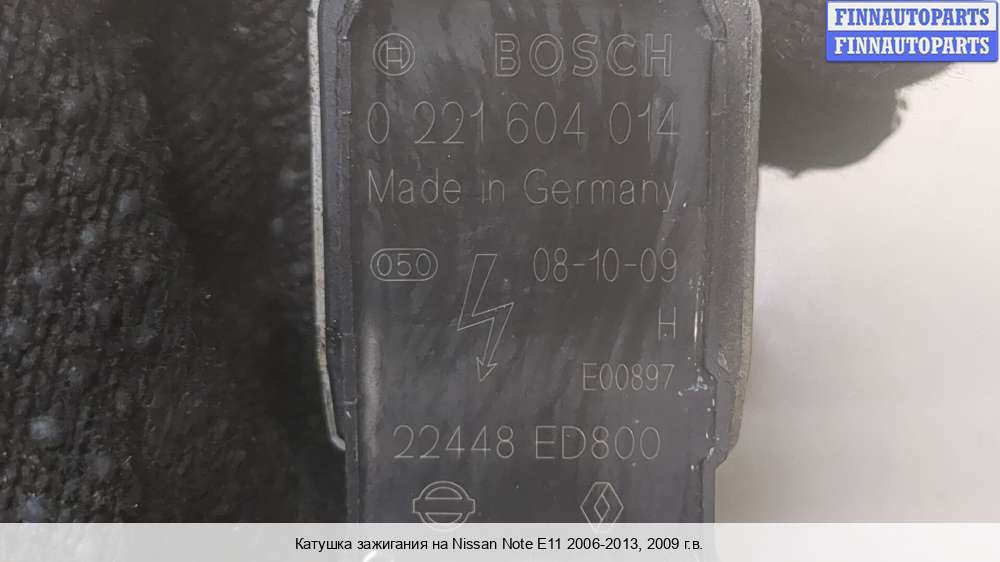 FINNAUTOPARTS
FINNAUTOPARTS
BOSCH
0 221 604 014
Made in Germany
050
08-10-09
H
E00897
22448 ED800
Катушка зажигания на Nissan Note E11 2006-2013, 2009 г.в.